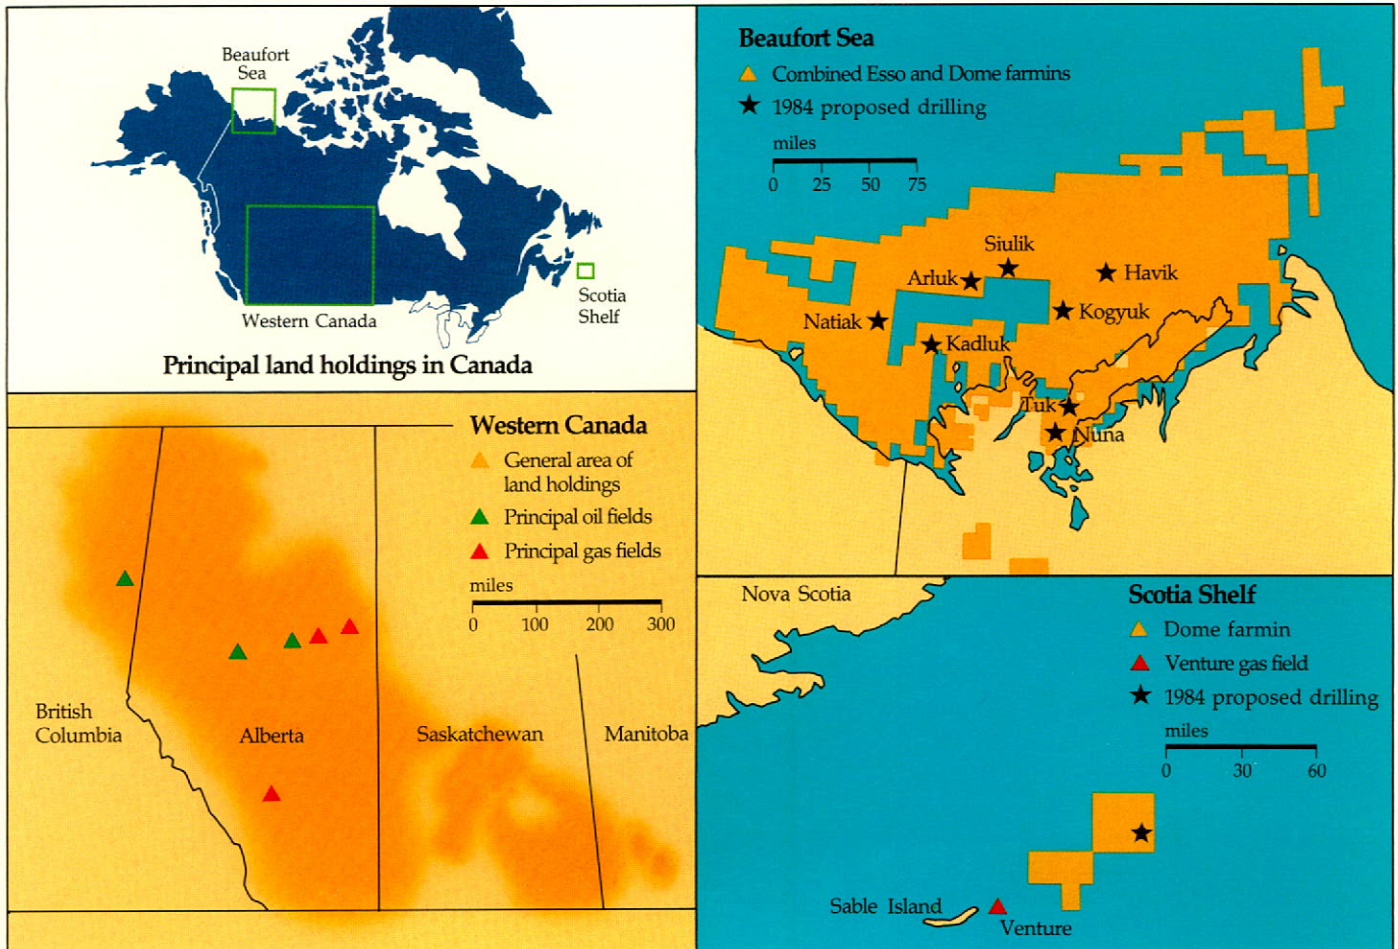 Beaufort
Sea
Western Canada
Scotia
Shelf
Principal land holdings in Canada
Western Canada
General area of
land holdings
Principal oil fields
Principal gas fields
miles
0 100 200 300
British
Columbia
Alberta
Saskatchewan
Manitoba
Beaufort Sea
Combined Esso and Dome farmins
1984 proposed drilling
miles
0 25 50 75
Siulik
Arluk
Havik
Natiak
Kogyuk
Kadluk
Tuk
Nuna
Nova Scotia
Scotia Shelf
Dome farmin
Venture gas field
1984 proposed drilling
miles
0 30 60
Sable Island
Venture